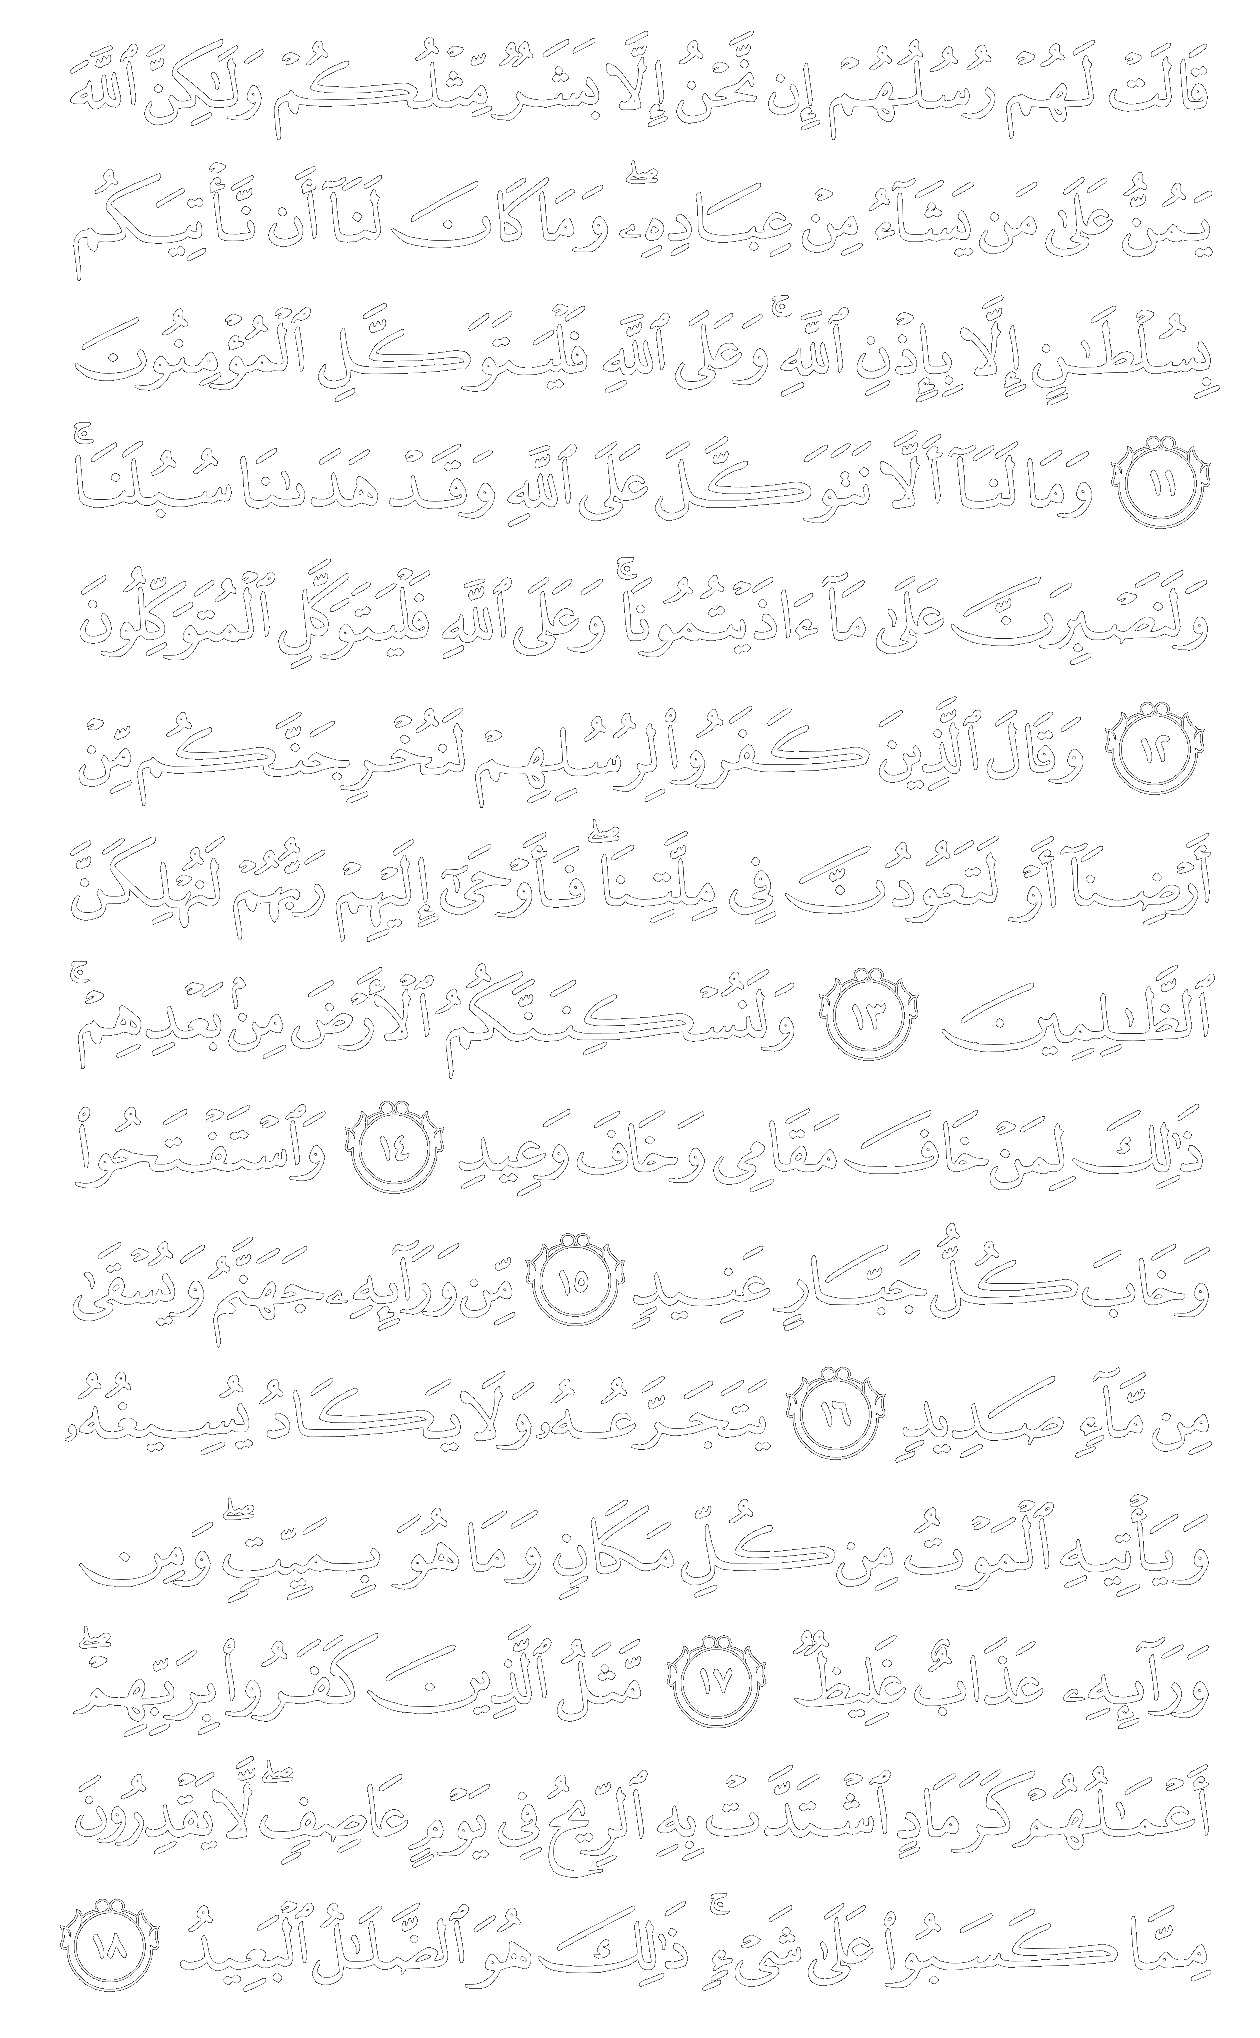 قَالَتْ لَهُمْ رُسُلُهُمْ إِن نَّحْنُ إِلَّا بَشَرٌ مِّثْلُكُمْ وَلَـٰكِنَّ ٱللَّهَ
يَمُنُّ عَلَىٰ مَن يَشَآءُ مِنْ عِبَادِهِۦ ۖ وَمَا كَانَ لَنَآ أَن نَّأْتِيَكُم
بِسُلْطَـٰنٍ إِلَّا بِإِذْنِ ٱللَّهِ ۚ وَعَلَى ٱللَّهِ فَلْيَتَوَكَّلِ ٱلْمُؤْمِنُونَ
١١ وَمَا لَنَآ أَلَّا نَتَوَكَّلَ عَلَى ٱللَّهِ وَقَدْ هَدَىٰنَا سُبُلَنَا ۚ
وَلَنَصْبِرَنَّ عَلَىٰ مَآ ءَاذَيْتُمُونَا ۚ وَعَلَى ٱللَّهِ فَلْيَتَوَكَّلِ ٱلْمُتَوَكِّلُونَ
١٢ وَقَالَ ٱلَّذِينَ كَفَرُوا۟ لِرُسُلِهِمْ لَنُخْرِجَنَّكُم مِّنْ
أَرْضِنَآ أَوْ لَتَعُودُنَّ فِى مِلَّتِنَا ۖ فَأَوْحَىٰٓ إِلَيْهِمْ رَبُّهُمْ لَنُهْلِكَنَّ
ٱلظَّـٰلِمِينَ ١٣ وَلَنُسْكِنَنَّكُمُ ٱلْأَرْضَ مِنۢ بَعْدِهِمْ ۚ
ذَٰلِكَ لِمَنْ خَافَ مَقَامِى وَخَافَ وَعِيدِ ١٤ وَٱسْتَفْتَحُوا۟
وَخَابَ كُلُّ جَبَّارٍ عَنِيدٍ ١٥ مِّن وَرَآئِهِۦ جَهَنَّمُ وَيُسْقَىٰ
مِن مَّآءٍ صَدِيدٍ ١٦ يَتَجَرَّعُهُۥ وَلَا يَكَادُ يُسِيغُهُۥ
وَيَأْتِيهِ ٱلْمَوْتُ مِن كُلِّ مَكَانٍ وَمَا هُوَ بِمَيِّتٍ ۖ وَمِن
وَرَآئِهِۦ عَذَابٌ غَلِيظٌ ١٧ مَّثَلُ ٱلَّذِينَ كَفَرُوا۟ بِرَبِّهِمْ ۖ
أَعْمَـٰلُهُمْ كَرَمَادٍ ٱشْتَدَّتْ بِهِ ٱلرِّيحُ فِى يَوْمٍ عَاصِفٍ ۖ لَّا يَقْدِرُونَ
مِمَّا كَسَبُوا۟ عَلَىٰ شَىْءٍ ۚ ذَٰلِكَ هُوَ ٱلضَّلَـٰلُ ٱلْبَعِيدُ ١٨